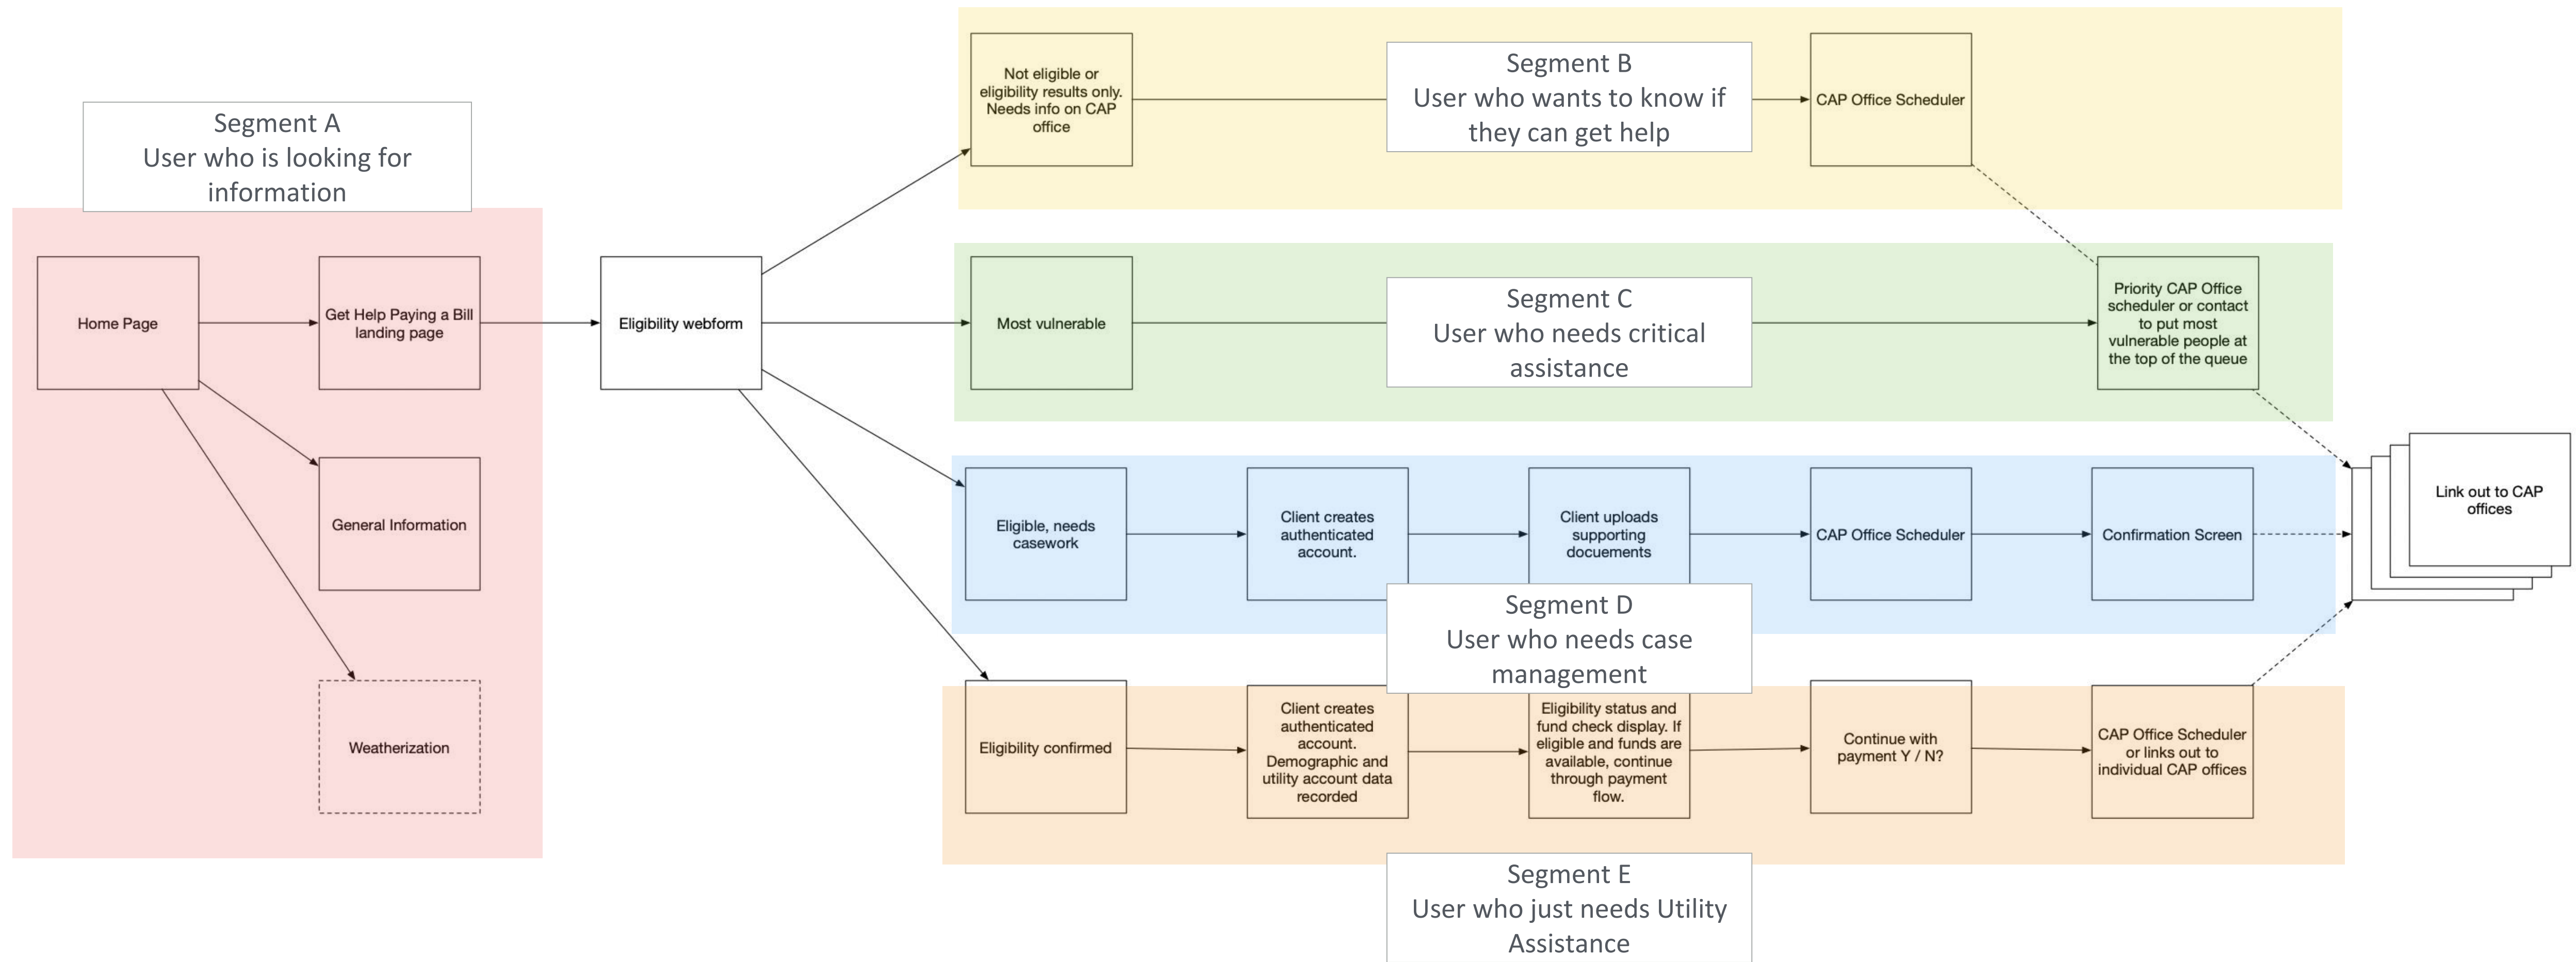 Segment A
User who is looking for
information
Home Page
Get Help Paying a Bill
landing page
General Information
Weatherization
Eligibility webform
Not eligible or
eligibility results only.
Needs info on CAP
office
Segment B
User who wants to know if
they can get help
CAP Office Scheduler
Most vulnerable
Segment C
User who needs critical
assistance
Priority CAP Office
scheduler or contact
to put most
vulnerable people at
the top of the queue
Eligible, needs
casework
Client creates
authenticated
account.
Client uploads
supporting
docuements
CAP Office Scheduler
Confirmation Screen
Link out to CAP
offices
Segment D
User who needs case
management
Eligibility confirmed
Client creates
authenticated
account.
Demographic and
utility account data
recorded
Eligibility status and
fund check display. If
eligible and funds are
available, continue
through payment
flow.
Continue with
payment Y / N?
CAP Office Scheduler
or links out to
individual CAP offices
Segment E
User who just needs Utility
Assistance